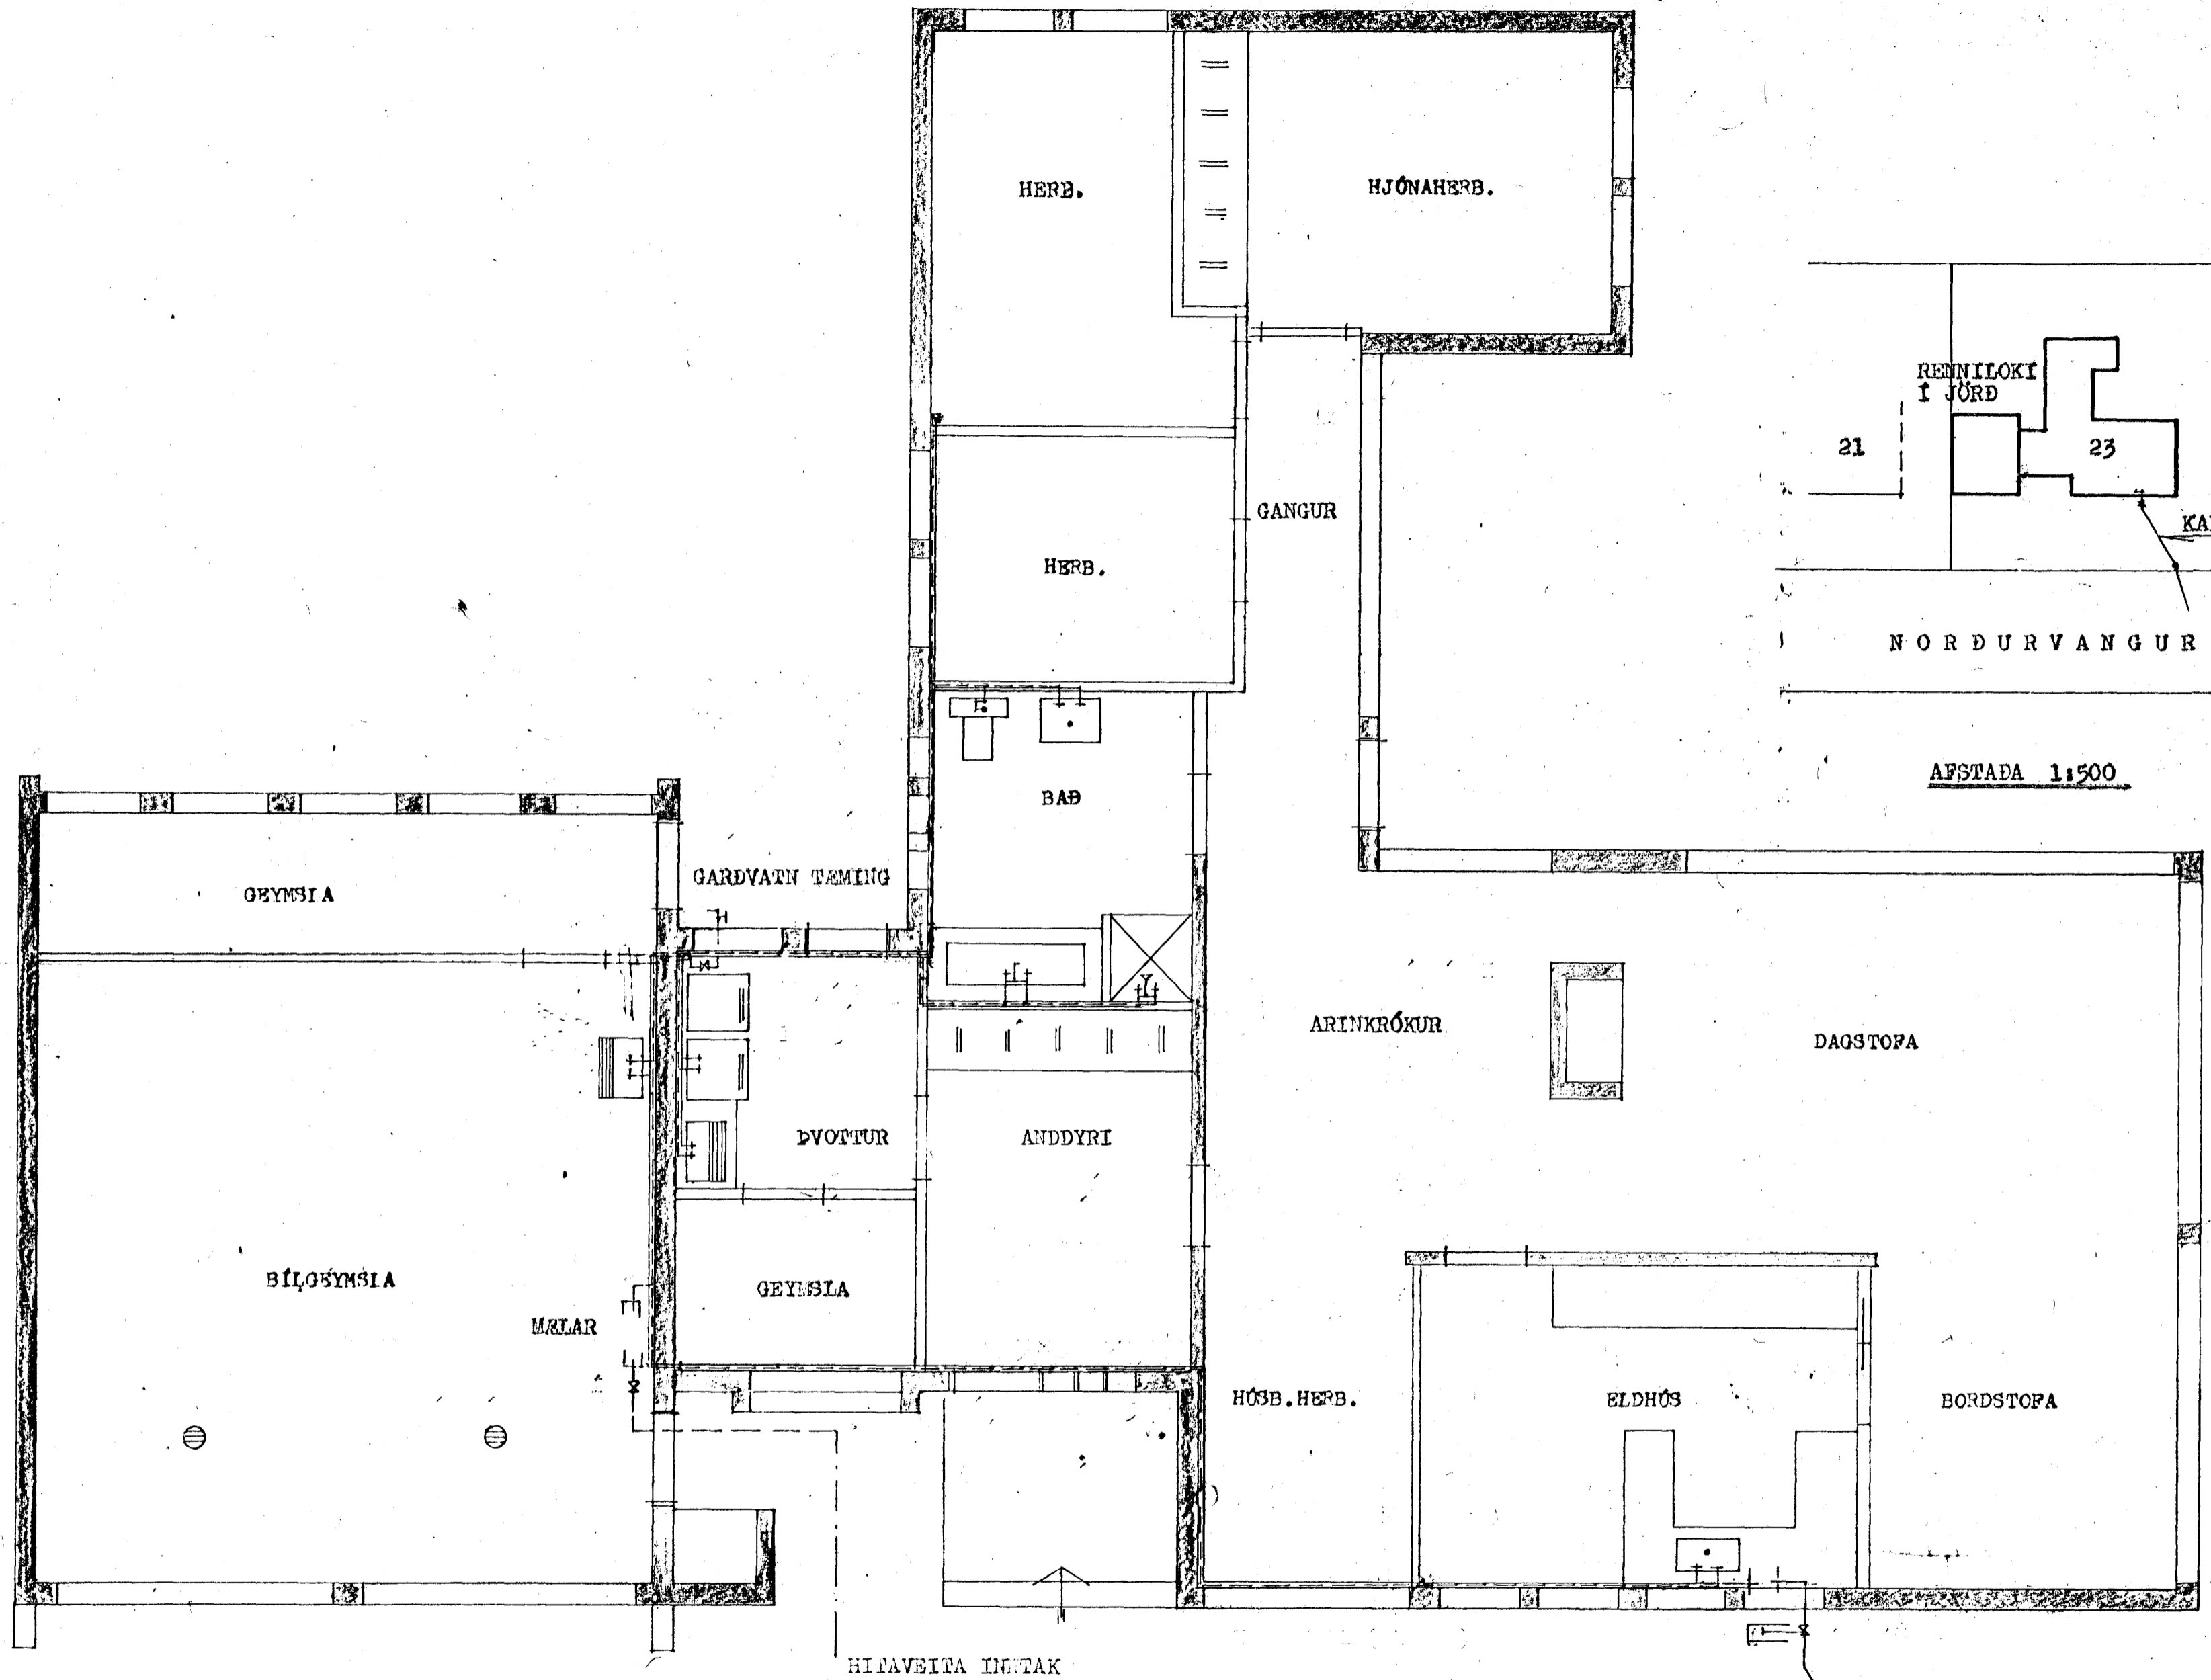 HERB.
HJÓNAHERB.
RENNILOKI
Í JÖRÐ
21
23
GANGUR
HERB.
NORÐURVANGUR
AFSTAÐA 1:500
BAÐ
GARÐVATN TÆMING
GEYMSLA
ARINKRÓKUR
DAGSTOFA
ÞVOTTUR
ANDDYRI
BÍLGEYMSLA
GEYMSLA
MÆLAR
HÚSB.HERB.
ELDHÚS
BORDSTOFA
HITAVEITA INNTAK